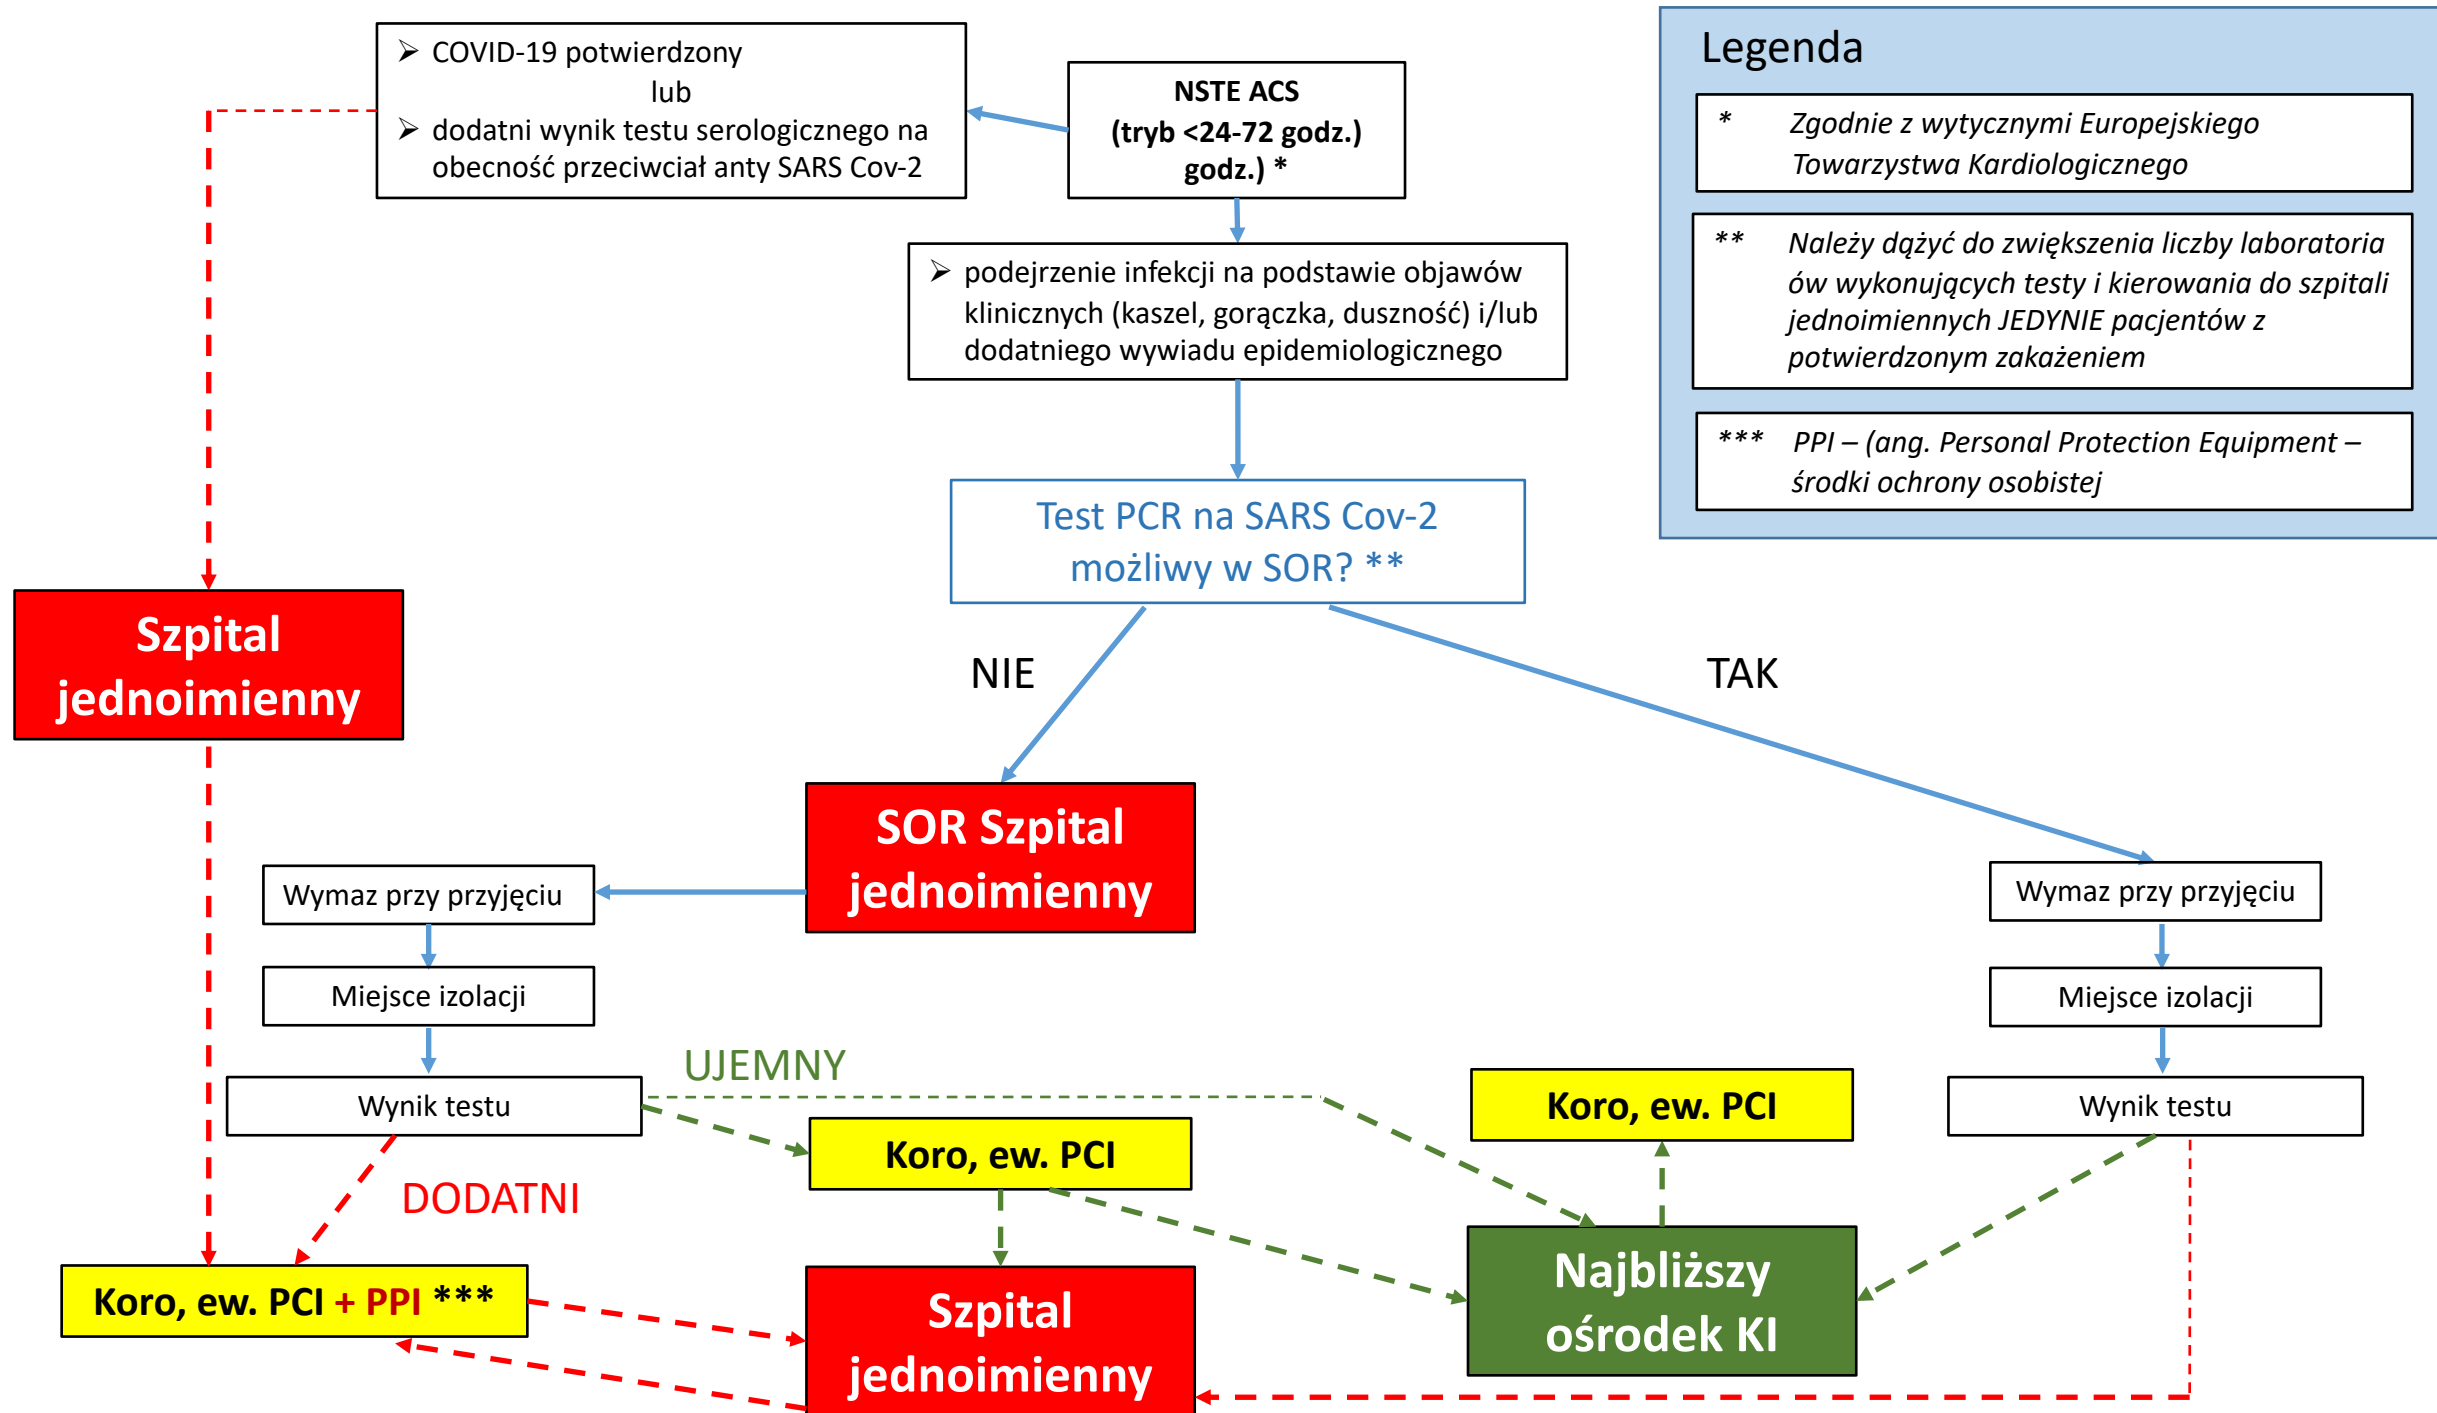 ➢ COVID-19 potwierdzony
lub
➢ dodatni wynik testu serologicznego na
obecność przeciwciał anty SARS Cov-2
NSTE ACS
(tryb <24-72 godz.)
godz.) *
Legenda
* Zgodnie z wytycznymi Europejskiego
Towarzystwa Kardiologicznego
** Należy dążyć do zwiększenia liczby laboratoria
ów wykonujących testy i kierowania do szpitali
jednoimiennych JEDYNIE pacjentów z
potwierdzonym zakażeniem
*** PPI – (ang. Personal Protection Equipment –
środki ochrony osobistej
➢ podejrzenie infekcji na podstawie objawów
klinicznych (kaszel, gorączka, duszność) i/lub
dodatniego wywiadu epidemiologicznego
Test PCR na SARS Cov-2
możliwy w SOR? **
NIE
TAK
Szpital
jednoimienny
SOR Szpital
jednoimienny
Wymaz przy przyjęciu
Miejsce izolacji
Wynik testu
Wymaz przy przyjęciu
Miejsce izolacji
Wynik testu
UJEMNY
DODATNI
Koro, ew. PCI
Koro, ew. PCI
Koro, ew. PCI + PPI ***
Szpital
jednoimienny
Najbliższy
ośrodek KI